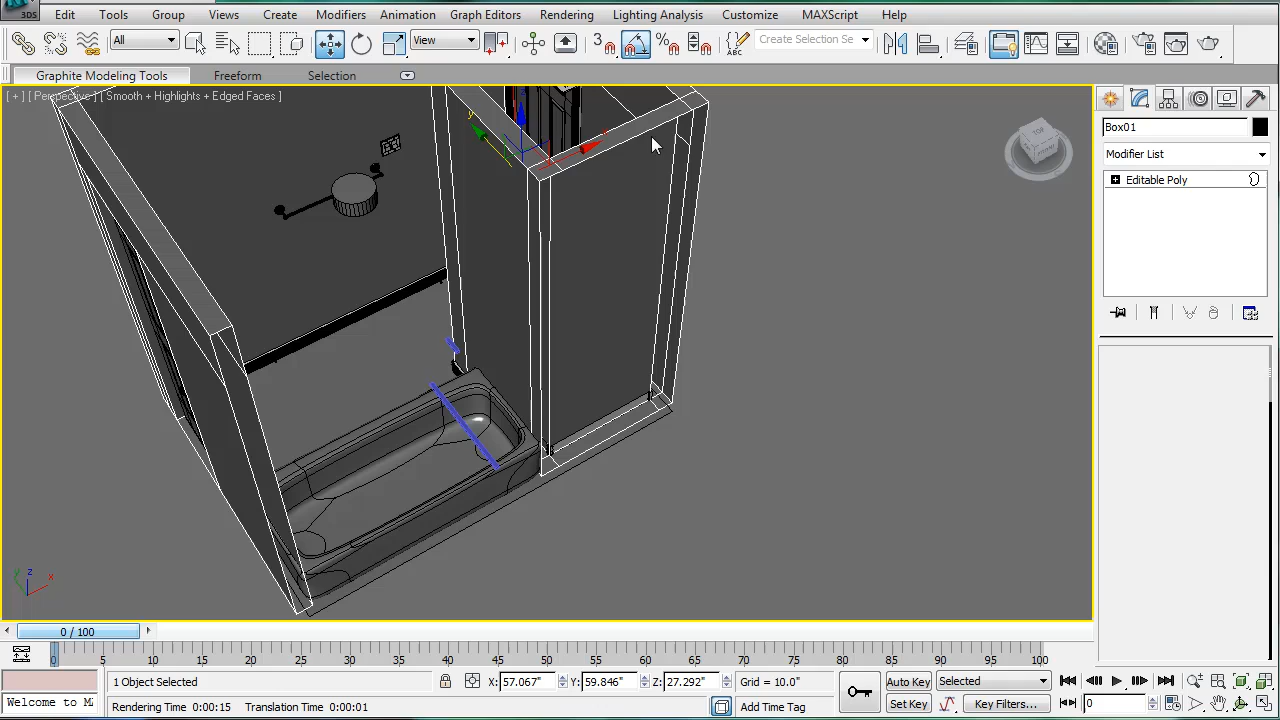 Edit Tools Group Views Create Modifiers Animation Graph Editors Rendering Lighting Analysis Customize MAXScript Help
3DS
All View 3 Create Selection Se
Graphite Modeling Tools Freeform Selection
[ + ] [ Perspective ] [ Smooth + Highlights + Edged Faces ]
TOP
Box01
Modifier List
Editable Poly
y
x
z
y z x
0 / 100
0 5 10 15 20 25 30 35 40 45 50 55 60 65 70 75 80 85 90 95 100
1 Object Selected X: 57.067" Y: 59.846" Z: 27.292" Grid = 10.0" Auto Key Selected
Welcome to M Rendering Time 0:00:15 Translation Time 0:00:01 Add Time Tag Set Key Key Filters... 0